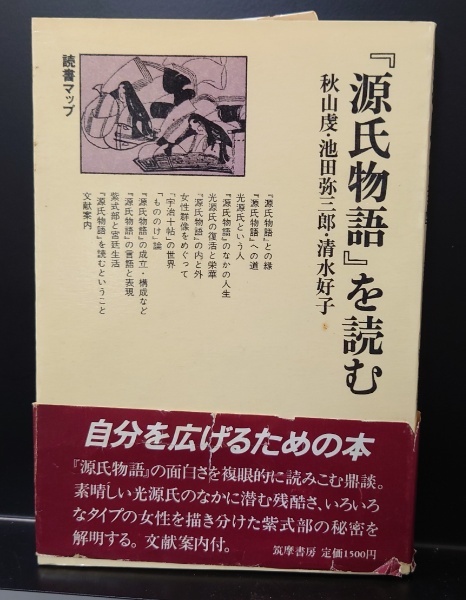 『源氏物語』を読む
秋山虔・池田弥三郎・清水好子
読書マップ
『源氏物語』との縁
『源氏物語』への道
光源氏という人
『源氏物語』のなかの人生
光源氏の復活と栄華
『源氏物語』の内と外
女性群像をめぐって
「宇治十帖」の世界
「もののけ」論
『源氏物語』の成立・構成など
『源氏物語』の言語と表現
紫式部と宮廷生活
『源氏物語』を読むということ
文献案内
自分を広げるための本
『源氏物語』の面白さを複眼的に読みこむ鼎談。
素晴しい光源氏のなかに潜む残酷さ、いろいろ
なタイプの女性を描き分けた紫式部の秘密を
解明する。文献案内付。
筑摩書房 定価1500円